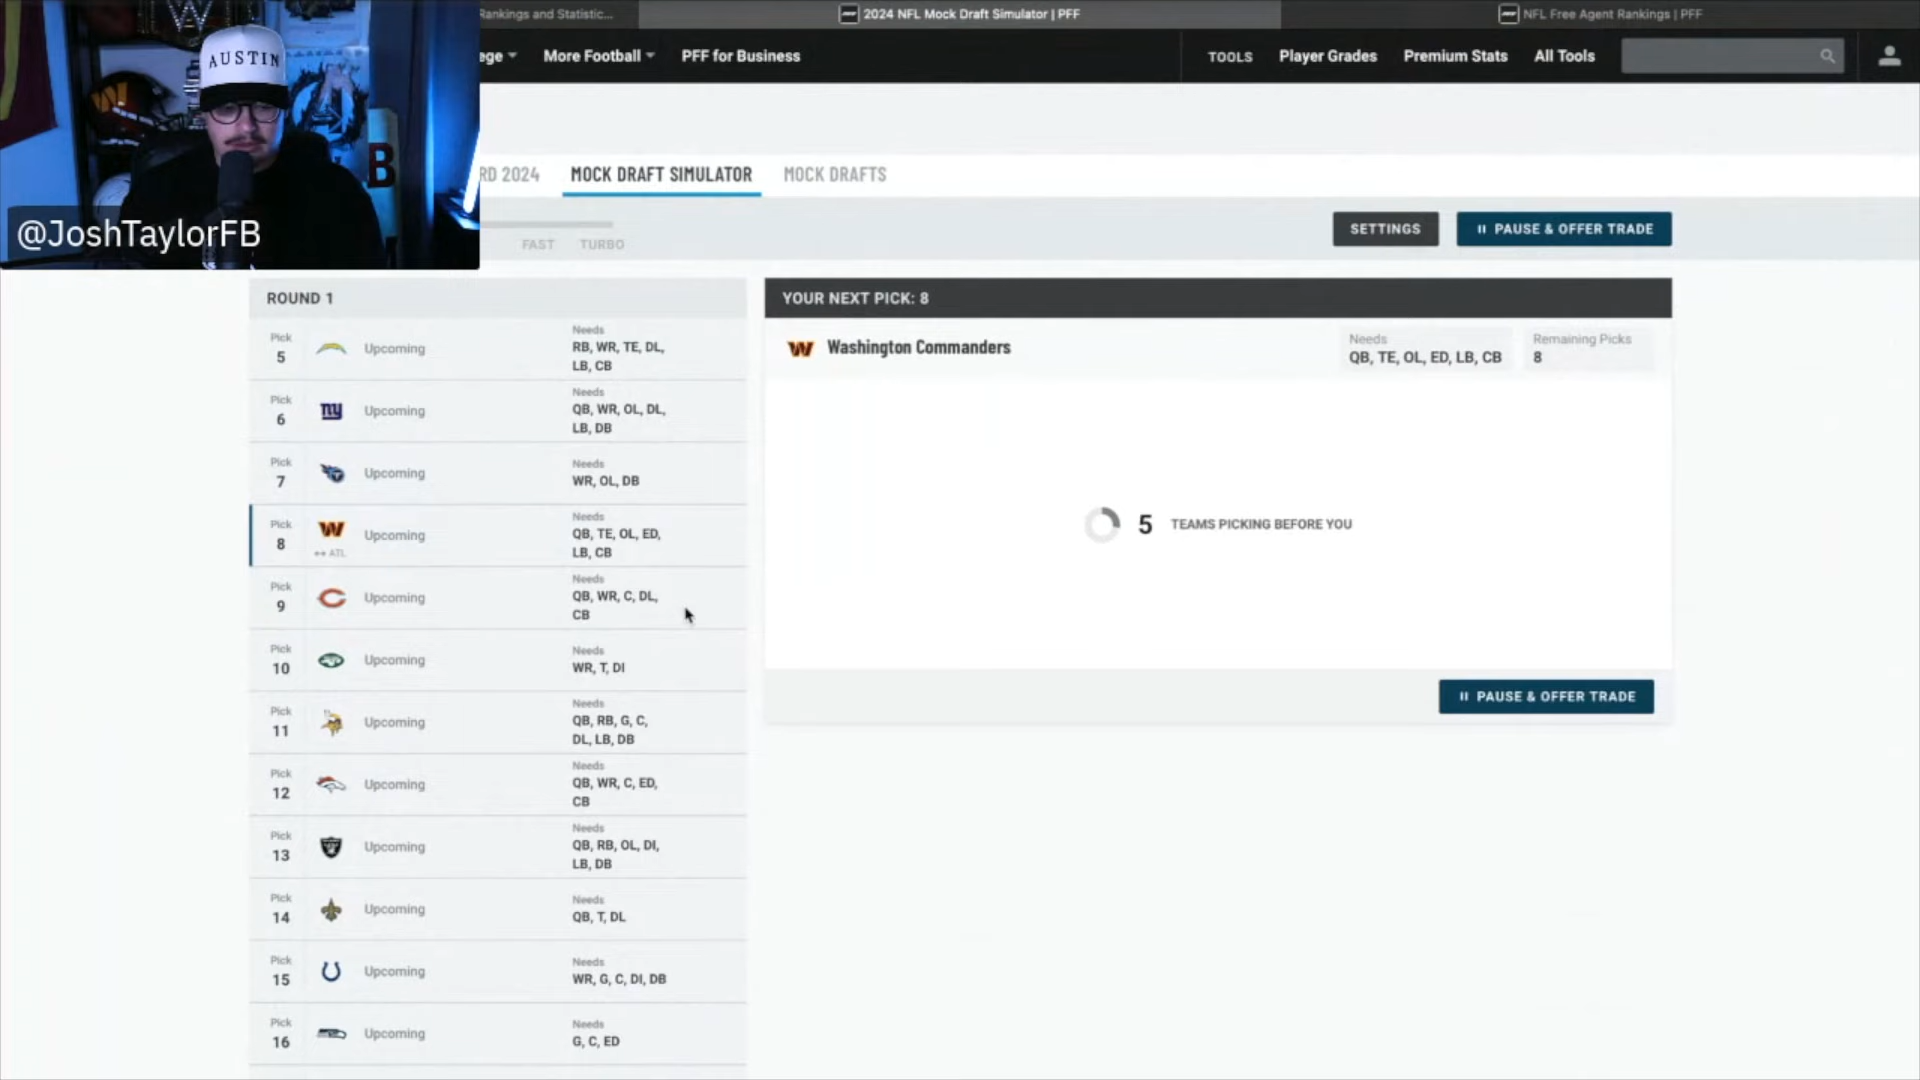 Rankings and Statistic...
2024 NFL Mock Draft Simulator | PFF
NFL Free Agent Rankings | PFF
AUSTIN
B
@JoshTaylorFB
ege
More Football
PFF for Business
TOOLS
Player Grades
Premium Stats
All Tools
RD 2024
MOCK DRAFT SIMULATOR
MOCK DRAFTS
FAST
TURBO
SETTINGS
PAUSE & OFFER TRADE
ROUND 1
Pick
5
Upcoming
Needs
RB, WR, TE, DL,
LB, CB
Pick
6
ny
Upcoming
Needs
QB, WR, OL, DL,
LB, DB
Pick
7
Upcoming
Needs
WR, OL, DB
Pick
8
W
↔ ATL
Upcoming
Needs
QB, TE, OL, ED,
LB, CB
Pick
9
C
Upcoming
Needs
QB, WR, C, DL,
CB
Pick
10
Upcoming
Needs
WR, T, DI
Pick
11
Upcoming
Needs
QB, RB, G, C,
DL, LB, DB
Pick
12
Upcoming
Needs
QB, WR, C, ED,
CB
Pick
13
Upcoming
Needs
QB, RB, OL, DI,
LB, DB
Pick
14
Upcoming
Needs
QB, T, DL
Pick
15
Upcoming
Needs
WR, G, C, DI, DB
Pick
16
Upcoming
Needs
G, C, ED
YOUR NEXT PICK: 8
W
Washington Commanders
Needs
QB, TE, OL, ED, LB, CB
Remaining Picks
8
5 TEAMS PICKING BEFORE YOU
PAUSE & OFFER TRADE